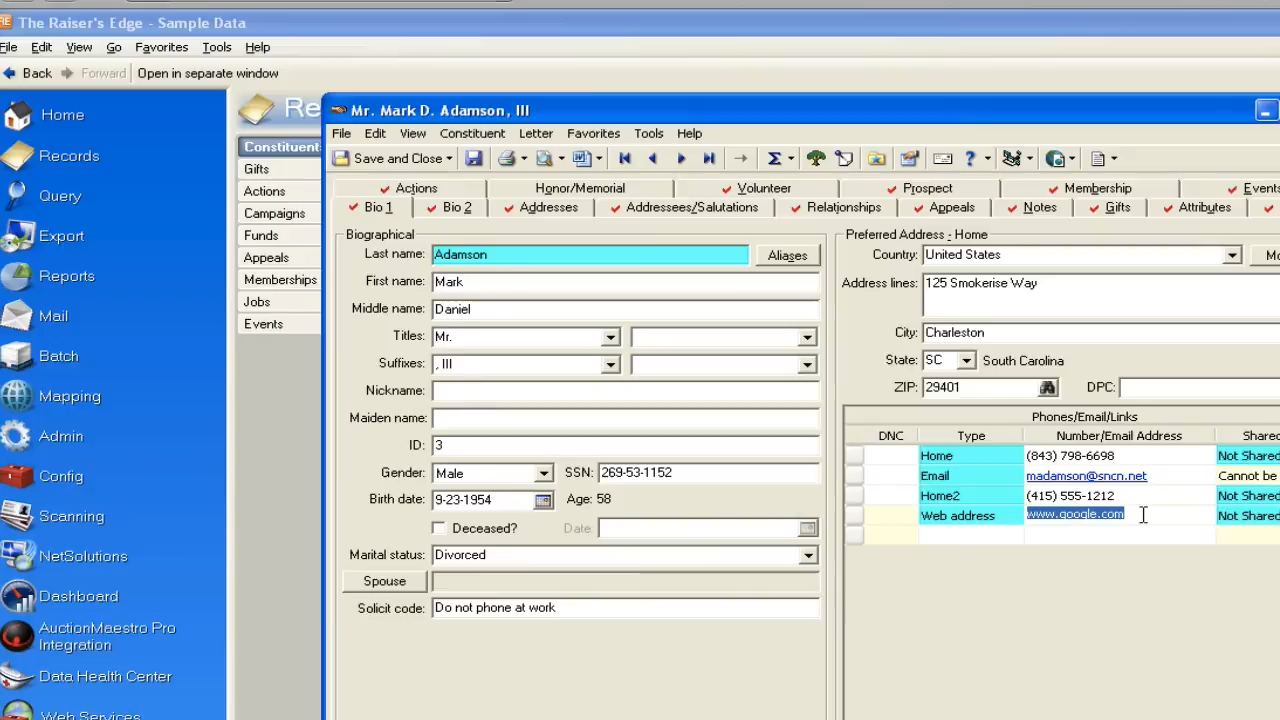 The Raiser's Edge - Sample Data
File Edit View Go Favorites Tools Help
Back Forward Open in separate window
Home
Records
Query
Export
Reports
Mail
Batch
Mapping
Admin
Config
Scanning
NetSolutions
Dashboard
AuctionMaestro Pro
Integration
Data Health Center
Web Services
Re
Constituent
Gifts
Actions
Campaigns
Funds
Appeals
Memberships
Jobs
Events
Mr. Mark D. Adamson, III
File Edit View Constituent Letter Favorites Tools Help
Save and Close
Actions Honor/Memorial Volunteer Prospect Membership Events
Bio 1 Bio 2 Addresses Addressees/Salutations Relationships Appeals Notes Gifts Attributes
Biographical
Last name: Adamson Aliases
First name: Mark
Middle name: Daniel
Titles: Mr.
Suffixes: , III
Nickname:
Maiden name:
ID: 3
Gender: Male SSN: 269-53-1152
Birth date: 9-23-1954 Age: 58
Deceased? Date:
Marital status: Divorced
Spouse
Solicit code: Do not phone at work
Preferred Address - Home
Country: United States Mo
Address lines: 125 Smokerise Way
City: Charleston
State: SC South Carolina
ZIP: 29401 DPC:
Phones/Email/Links
DNC Type Number/Email Address Shared
Home (843) 798-6698 Not Shared
Email madamson@sncn.net Cannot be
Home2 (415) 555-1212 Not Shared
Web address www.google.com Not Shared